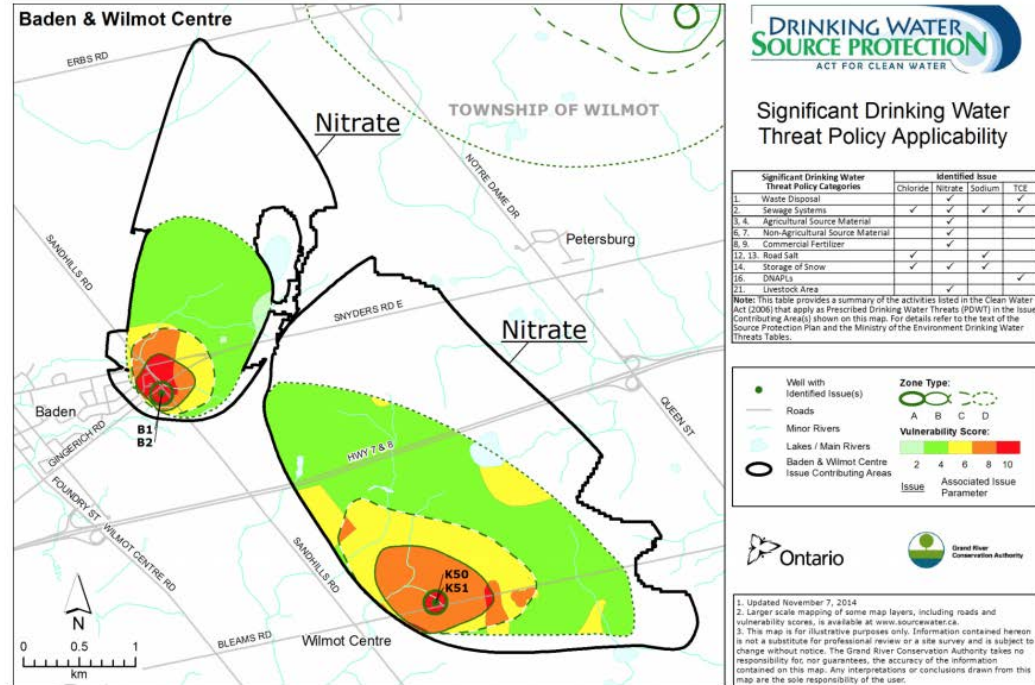 Baden & Wilmot Centre
ERBS RD
Nitrate
TOWNSHIP OF WILMOT
NOTRE DAME DR
Petersburg
SANDHILLS RD
SNYDERS RD E
Nitrate
Baden
B1
B2
GINGERICH RD
HWY 7 & 8
QUEEN ST
FOUNDRY ST
WILMOT CENTRE RD
SANDHILLS RD
K50
K51
N
BLEAMS RD
Wilmot Centre
0 0.5 1
km
DRINKING WATER
SOURCE PROTECTION
ACT FOR CLEAN WATER
Significant Drinking Water
Threat Policy Applicability
Significant Drinking Water Threat Policy Categories Identified Issue
Chloride Nitrate Sodium TCE
1. Waste Disposal ✓ ✓
2. Sewage Systems ✓ ✓ ✓ ✓
3, 4. Agricultural Source Material ✓
6, 7. Non-Agricultural Source Material ✓
8, 9. Commercial Fertilizer ✓
12, 13. Road Salt ✓ ✓
14. Storage of Snow ✓ ✓ ✓
16. DNAPLs ✓
21. Livestock Area ✓
Note: This table provides a summary of the activities listed in the Clean Water
Act (2006) that apply as Prescribed Drinking Water Threats (PDWT) in the Issue
Contributing Area(s) shown on this map. For details refer to the text of the
Source Protection Plan and the Ministry of the Environment Drinking Water
Threats Tables.
Well with
Identified Issue(s)
Roads
Minor Rivers
Lakes / Main Rivers
Baden & Wilmot Centre
Issue Contributing Areas
Zone Type:
A B C D
Vulnerability Score:
2 4 6 8 10
Issue Associated Issue
Parameter
Ontario
Grand River
Conservation Authority
1. Updated November 7, 2014
2. Larger scale mapping of some map layers, including roads and
vulnerability scores, is available at www.sourcewater.ca.
3. This map is for illustrative purposes only. Information contained hereon
is not a substitute for professional review or a site survey and is subject to
change without notice. The Grand River Conservation Authority takes no
responsibility for, nor guarantees, the accuracy of the information
contained on this map. Any interpretations or conclusions drawn from this
map are the sole responsibility of the user.